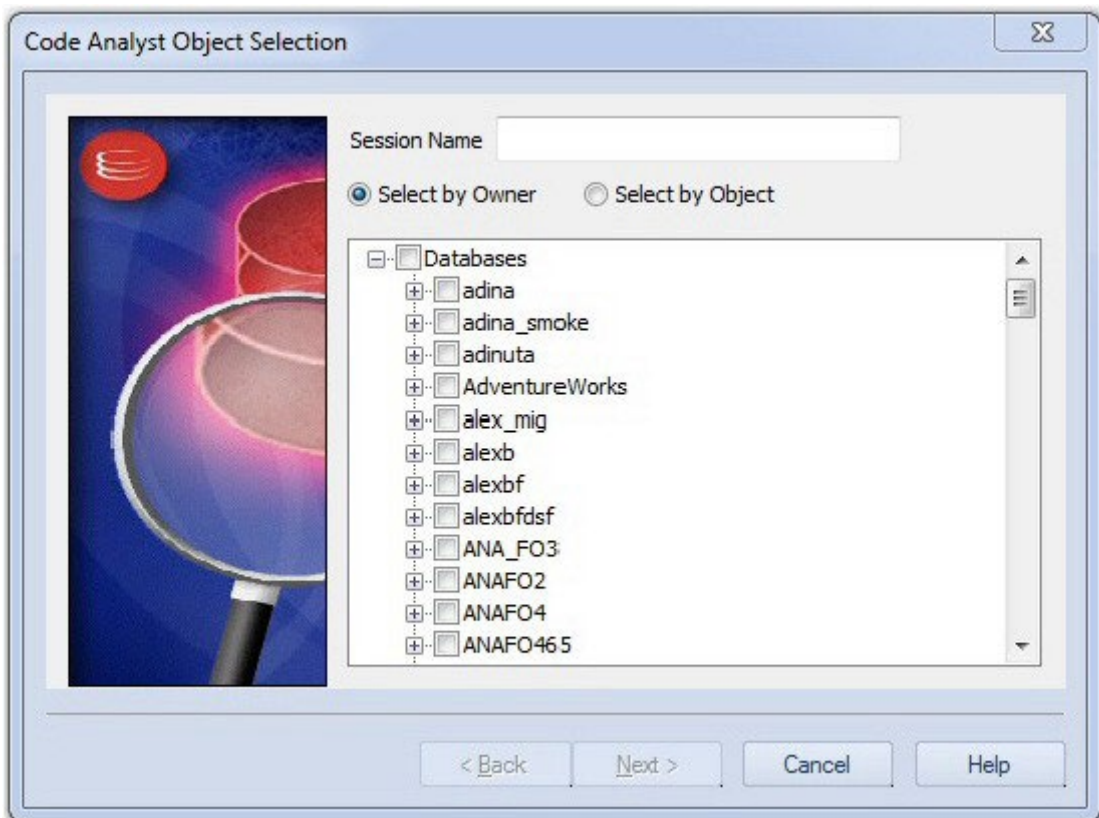 Code Analyst Object Selection
Session Name
Select by Owner Select by Object
Databases
adina
adina_smoke
adinuta
AdventureWorks
alex_mig
alexb
alexbf
alexbfdsf
ANA_FO3
ANAFO2
ANAFO4
ANAFO465
< Back Next > Cancel Help